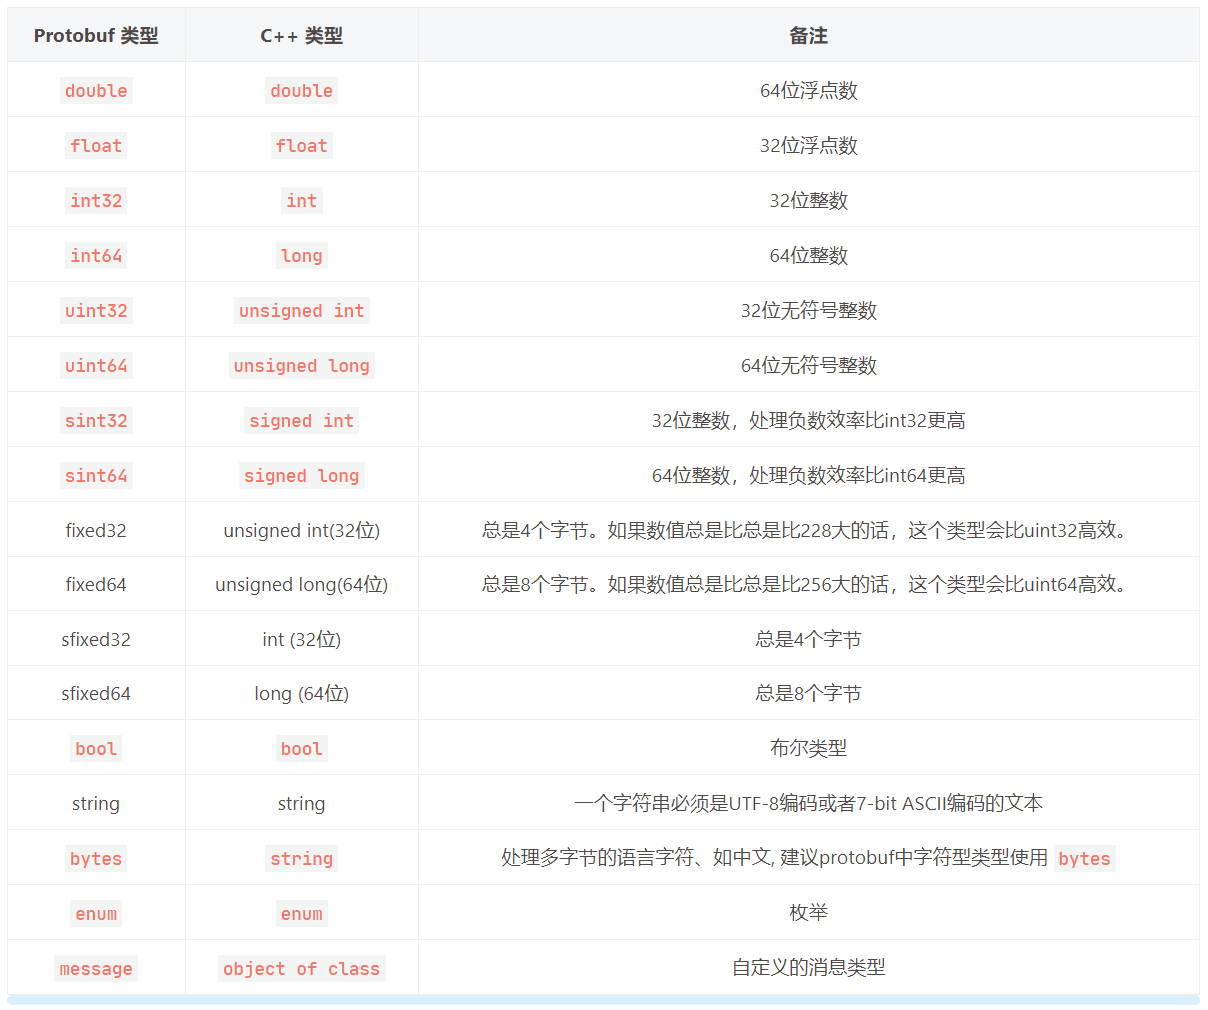 Protobuf 类型 C++ 类型 备注
double double 64位浮点数
float float 32位浮点数
int32 int 32位整数
int64 long 64位整数
uint32 unsigned int 32位无符号整数
uint64 unsigned long 64位无符号整数
sint32 signed int 32位整数，处理负数效率比int32更高
sint64 signed long 64位整数，处理负数效率比int64更高
fixed32 unsigned int(32位) 总是4个字节。如果数值总是比总是比228大的话，这个类型会比uint32高效。
fixed64 unsigned long(64位) 总是8个字节。如果数值总是比总是比256大的话，这个类型会比uint64高效。
sfixed32 int (32位) 总是4个字节
sfixed64 long (64位) 总是8个字节
bool bool 布尔类型
string string 一个字符串必须是UTF-8编码或者7-bit ASCII编码的文本
bytes string 处理多字节的语言字符、如中文, 建议protobuf中字符型类型使用 bytes
enum enum 枚举
message object of class 自定义的消息类型